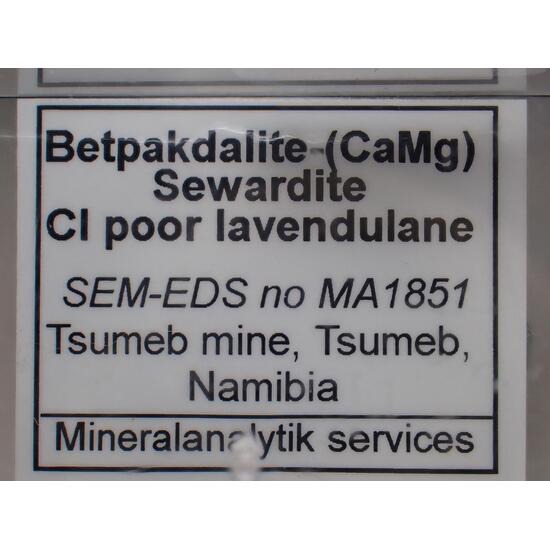 Betpakdalite-(CaMg)
Sewardite
Cl poor lavendulane
SEM-EDS no MA1851
Tsumeb mine, Tsumeb,
Namibia
Mineralanalytik services